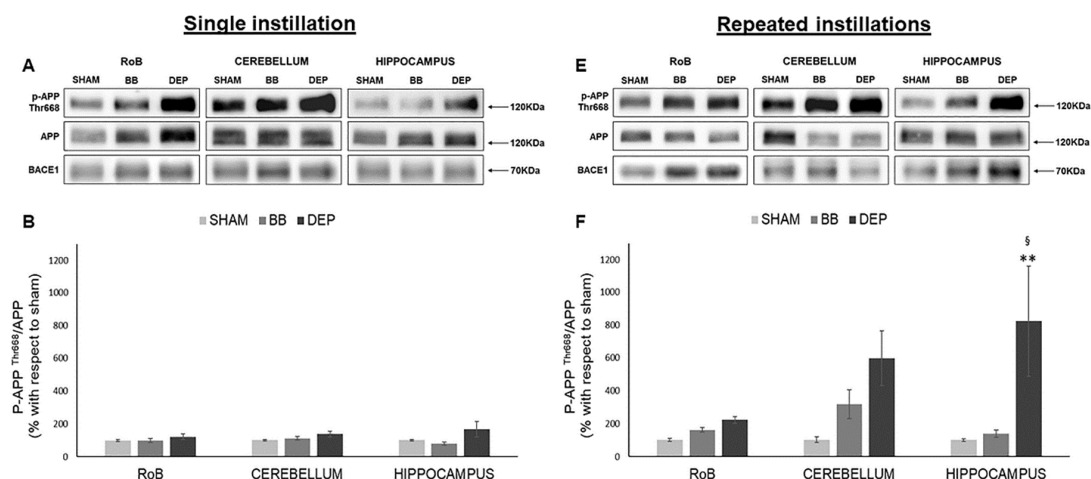 Single instillation
A
RoB CEREBELLUM HIPPOCAMPUS
SHAM BB DEP SHAM BB DEP SHAM BB DEP
p-APP
Thr668
120KDa
APP
120KDa
BACE1
70KDa
B
SHAM BB DEP
P-APP Thr668/APP
(% with respect to sham)
1200
1000
800
600
400
200
0
RoB CEREBELLUM HIPPOCAMPUS
Repeated instillations
E
RoB CEREBELLUM HIPPOCAMPUS
SHAM BB DEP SHAM BB DEP SHAM BB DEP
p-APP
Thr668
120KDa
APP
120KDa
BACE1
70KDa
F
SHAM BB DEP
P-APP Thr668/APP
(% with respect to sham)
1200
1000
800
600
400
200
0
§
**
RoB CEREBELLUM HIPPOCAMPUS